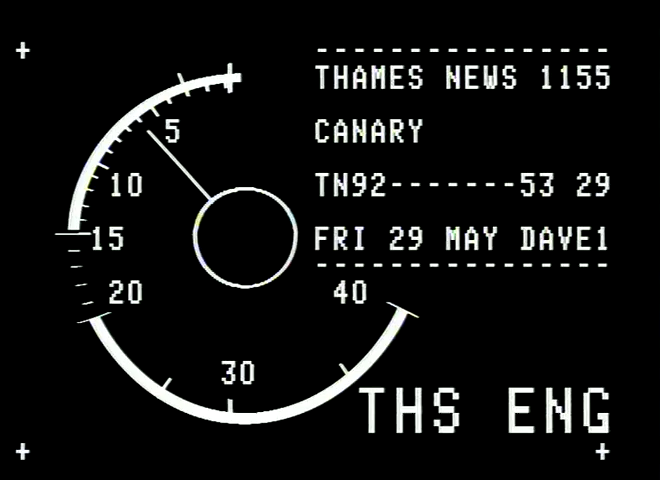 ----------------
THAMES NEWS 1155
CANARY
TN92-------53 29
FRI 29 MAY DAVE1
----------------
5
10
15
20
30
40
THS ENG